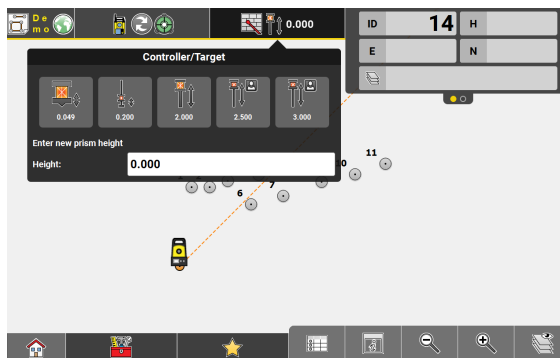 De
mo
0.000
ID 14 H
E N
Controller/Target
0.049 0.200 2.000 2.500 3.000
Enter new prism height
Height: 0.000
11
6
7